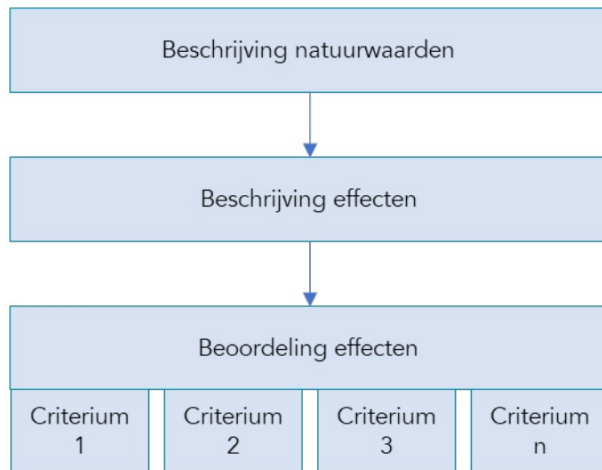 Beschrijving natuurwaarden
Beschrijving effecten
Beoordeling effecten
Criterium
1
Criterium
2
Criterium
3
Criterium
n